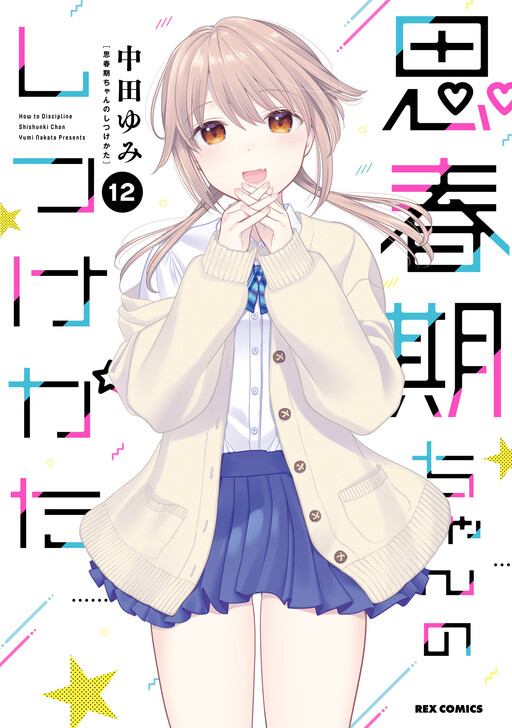 思春期ちゃんの
しつけかた
中田ゆみ
[思春期ちゃんのしつけかた]
12
How to Discipline
Shishunki Chan
Yumi Nakata Presents
REX COMICS